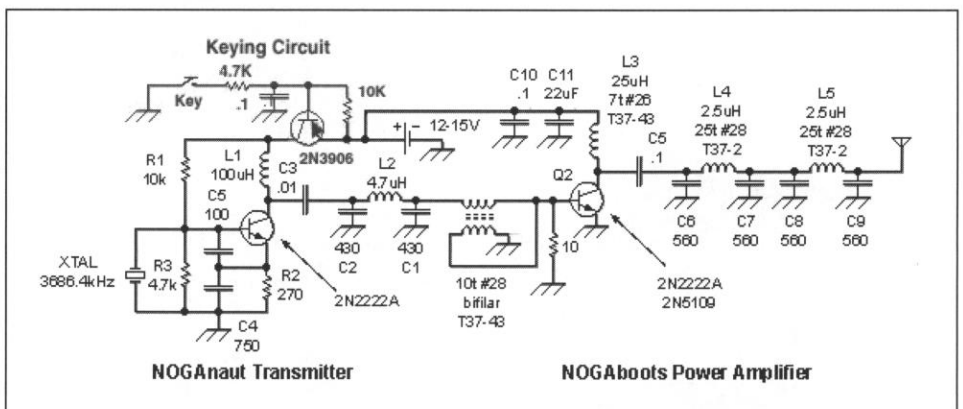 Keying Circuit
4.7K
Key
.1
10K
2N3906
+ -
12-15V
C10
.1
C11
22uF
L3
25uH
7t #26
T37-43
L4
2.5uH
25t #28
T37-2
L5
2.5uH
25t #28
T37-2
R1
10k
L1
100uH
C3
.01
L2
4.7uH
C5
.1
Q2
C5
100
430
C2
430
C1
10
C6
560
C7
560
C8
560
C9
560
XTAL
3686.4kHz
R3
4.7k
R2
270
2N2222A
10t #28
bifilar
T37-43
2N2222A
2N5109
C4
750
NOGAnaut Transmitter
NOGAboots Power Amplifier